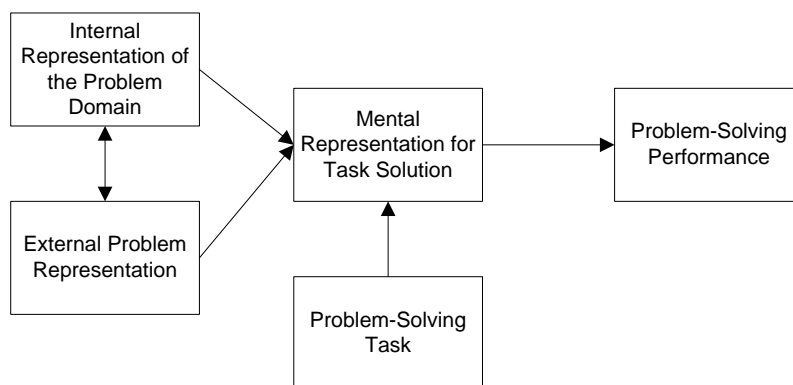 Internal
Representation of
the Problem
Domain
Mental
Representation for
Task Solution
Problem-Solving
Performance
External Problem
Representation
Problem-Solving
Task